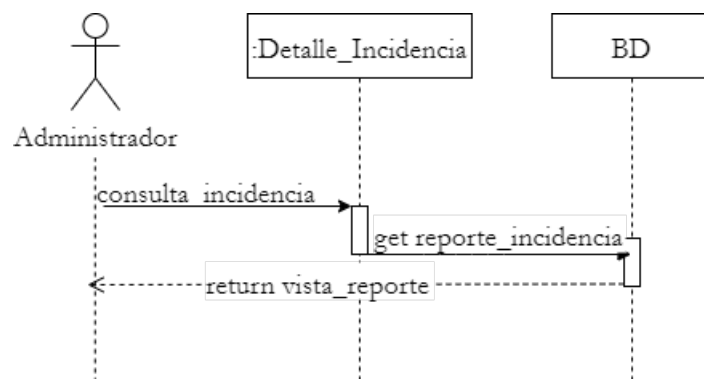 :Detalle_Incidencia
BD
Administrador
consulta_incidencia
get reporte_incidencia
return vista_reporte